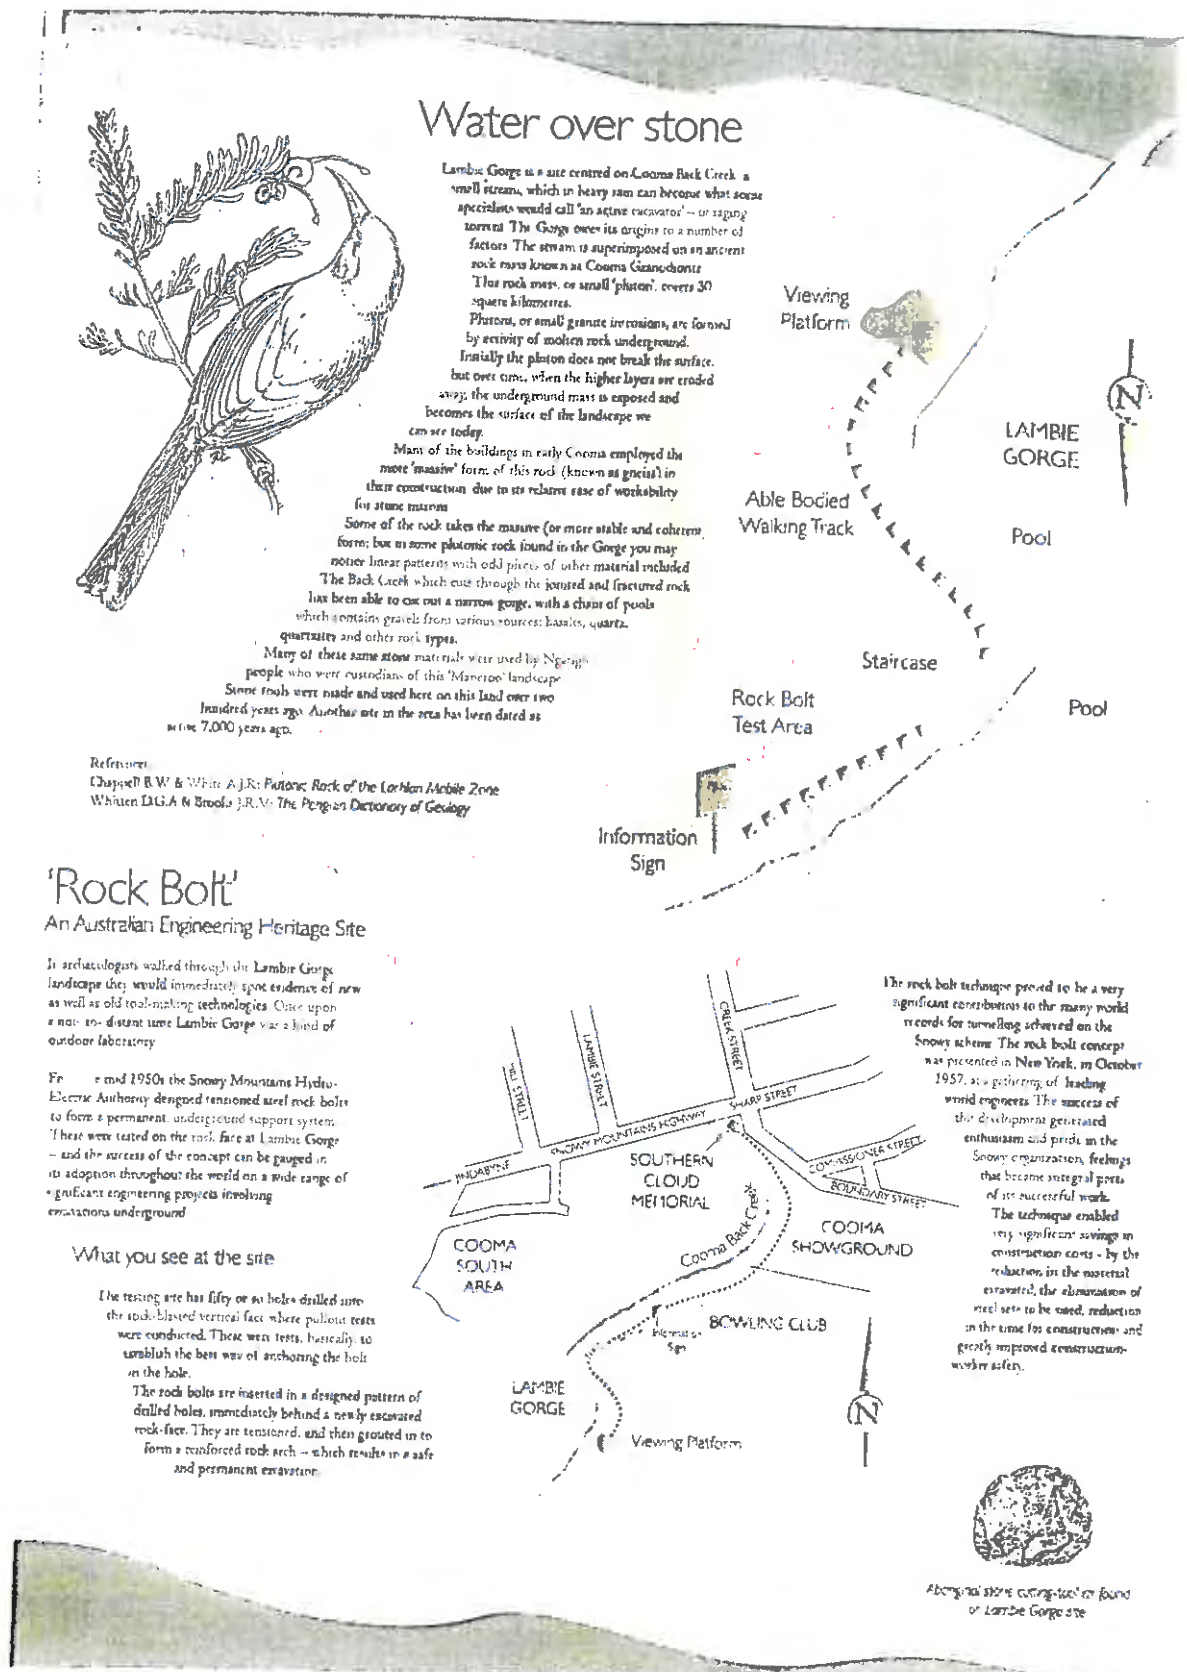 Water over stone
Lambie Gorge is a site centred on Cooma Back Creek a
small stream, which in heavy rain can become what some
specialists would call 'an active excavator' – or raging
torrent The Gorge owes its origins to a number of
factors The stream is superimposed on an ancient
rock mass known as Cooma Granodiorite
This rock mass, or small 'pluton', covers 30
square kilometres.
Plutons, or small granite intrusions, are formed
by activity of molten rock underground.
Initially the pluton does not break the surface,
but over time, when the higher layers are eroded
away, the underground mass is exposed and
becomes the surface of the landscape we
can see today.
Many of the buildings in early Cooma employed the
more 'massive' form of this rock (known as gneiss) in
their construction due to its relative ease of workability
for stone masons
Some of the rock takes the massive (or more stable and coherent
form; but in some plutonic rock found in the Gorge you may
notice linear patterns with odd pieces of other material included
The Back Creek which cuts through the jointed and fractured rock
has been able to cut out a narrow gorge, with a chain of pools
which contains gravels from various sources: basalts, quartz,
quartzites and other rock types.
Many of these same stone materials were used by
people who were custodians of this 'Maneroo' landscape
Stone tools were made and used here on this land over two
hundred years ago. Another site in the area has been dated as
active 7,000 years ago.
References
Chappell B.W & White A.J.R: Plutonic Rock of the Lachlan Mobile Zone
Whitten D.G.A & Brooks J.R.V: The Penguin Dictionary of Geology
Viewing
Platform
N
LAMBIE
GORGE
Able Bodied
Walking Track
Pool
Staircase
Rock Bolt
Test Area
Pool
Information
Sign
'Rock Bolt'
An Australian Engineering Heritage Site
If archaeologists walked through the Lambie Gorge
landscape they would immediately spot evidence of new
as well as old tool-making technologies. Once upon
a not-too-distant time Lambie Gorge was a kind of
outdoor laboratory
mid 1950s the Snowy Mountains Hydro-
Electric Authority designed tensioned steel rock bolts
to form a permanent, underground support system
These were tested on the rock face at Lambie Gorge
– and the success of the concept can be gauged in
its adoption throughout the world on a wide range of
significant engineering projects involving
excavations underground
What you see at the site
The testing site has fifty or so holes drilled into
the rock-blasted vertical face where pullout tests
were conducted. These were tests, basically, to
establish the best way of anchoring the bolt
in the hole.
The rock bolts are inserted in a designed pattern of
drilled holes, immediately behind a newly excavated
rock-face. They are tensioned, and then grouted in to
form a reinforced rock arch – which results in a safe
and permanent excavation.
STREET
LAMBIE STREET
CREEK STREET
SHARP STREET
SNOWY MOUNTAINS HIGHWAY
JINDABYNE
COMMISSIONER STREET
BOUNDARY STREET
SOUTHERN
CLOUD
MEMORIAL
Cooma Back Creek
COOMA
SHOWGROUND
COOMA
SOUTH
AREA
Information
Sign
BOWLING CLUB
LAMBIE
GORGE
N
Viewing Platform
The rock bolt technique proved to be a very
significant contribution to the many world
records for tunnelling achieved on the
Snowy scheme The rock bolt concept
was presented in New York, in October
1957, at a gathering of leading
world engineers The success of
this development generated
enthusiasm and pride in the
Snowy organization, feelings
that became integral parts
of its successful work.
The technique enabled
very significant savings in
construction costs - by the
reduction in the material
excavated, the elimination of
steel sets to be used, reduction
in the time for construction and
greatly improved construction-
worker safety.
Aboriginal stone cutting-tool as found
on Lambie Gorge site